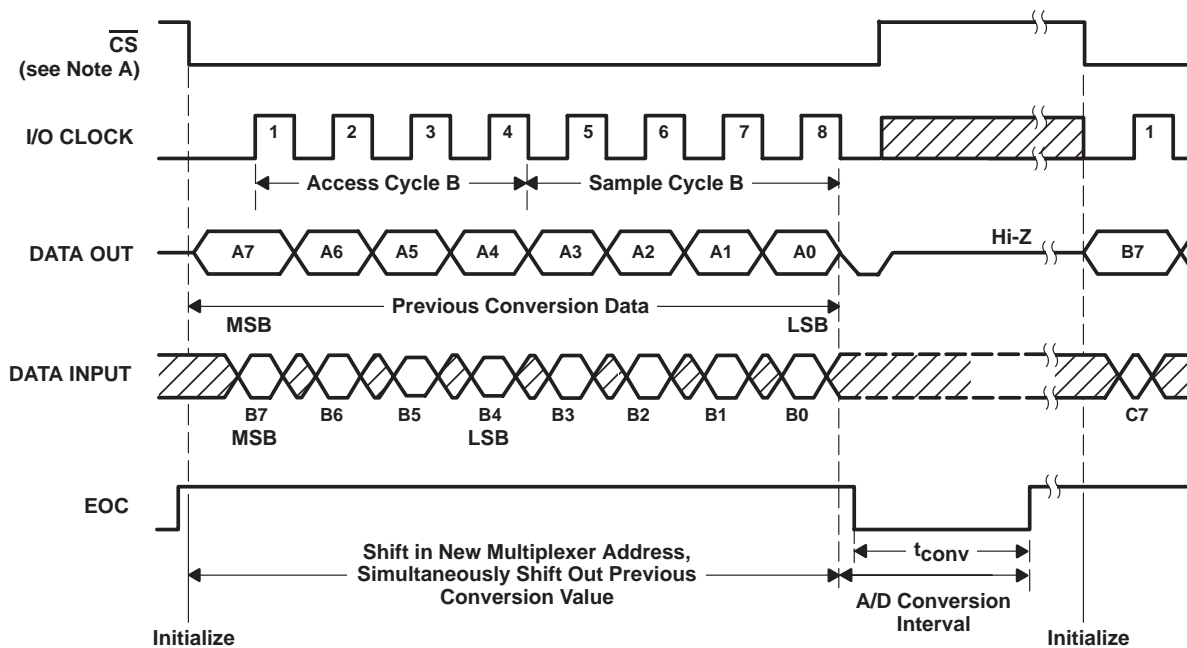 CS
(see Note A)
I/O CLOCK
1 2 3 4 5 6 7 8 1
Access Cycle B Sample Cycle B
DATA OUT
A7 A6 A5 A4 A3 A2 A1 A0 Hi-Z B7
Previous Conversion Data
MSB LSB
DATA INPUT
B7 B6 B5 B4 B3 B2 B1 B0 C7
MSB LSB
EOC
Shift in New Multiplexer Address,
Simultaneously Shift Out Previous
Conversion Value
tconv
A/D Conversion
Interval
Initialize Initialize